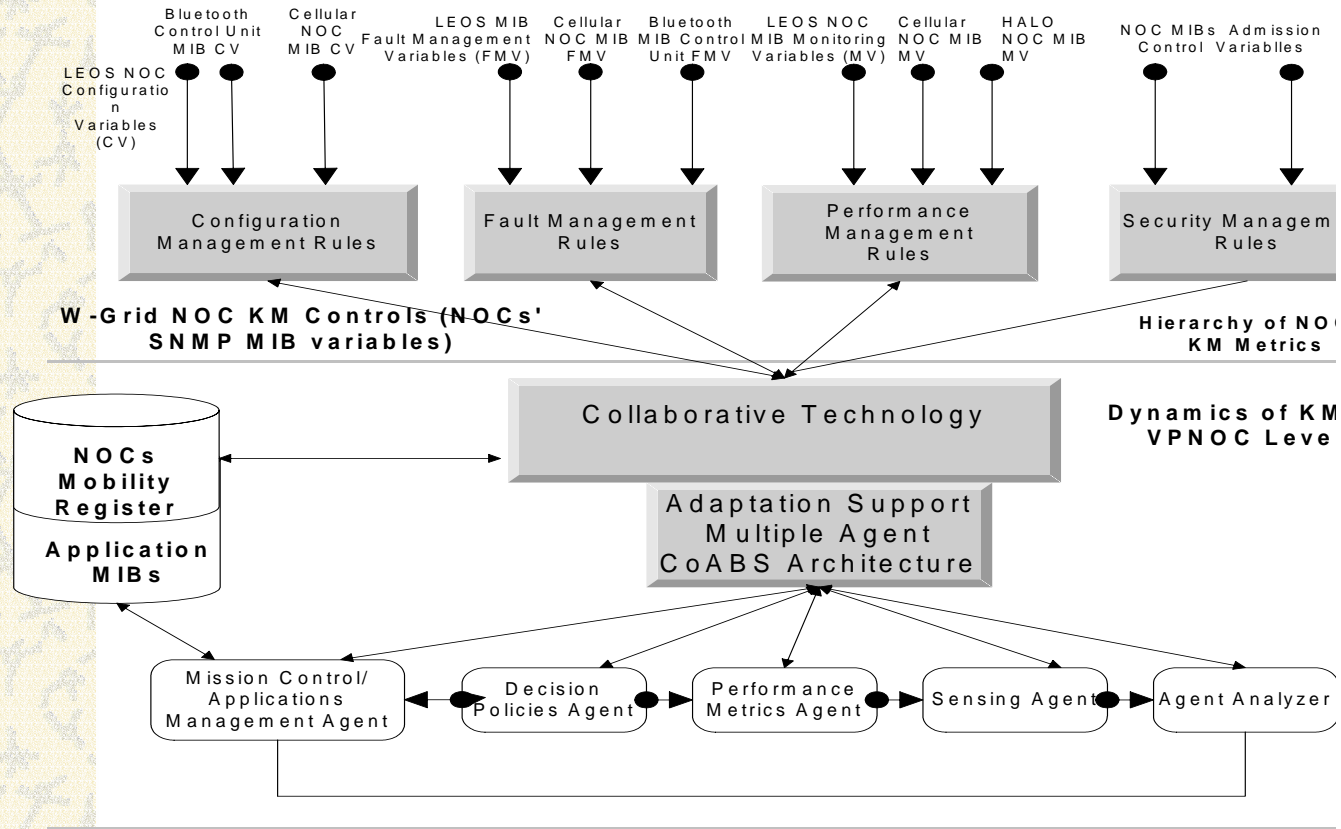 Bluetooth
Control Unit
MIB CV
Cellular
NOC
MIB CV
LEOS MIB
Fault Management
Variables (FMV)
Cellular
NOC MIB
FMV
Bluetooth
MIB Control
Unit FMV
LEOS NOC
MIB Monitoring
Variables (MV)
Cellular
NOC MIB
MV
HALO
NOC MIB
MV
NOC MIBs Admission
Control Variablles
LEOS NOC
Configuratio
n
Variables
(CV)
Configuration
Management Rules
Fault Management
Rules
Performance
Management
Rules
Security Managem
Rules
W-Grid NOC KM Controls (NOCs'
SNMP MIB variables)
Hierarchy of NO
KM Metrics
Collaborative Technology
Dynamics of KM
VPNOC Leve
NOCs
Mobility
Register
Application
MIBs
Adaptation Support
Multiple Agent
CoABS Architecture
Mission Control/
Applications
Management Agent
Decision
Policies Agent
Performance
Metrics Agent
Sensing Agent
Agent Analyzer